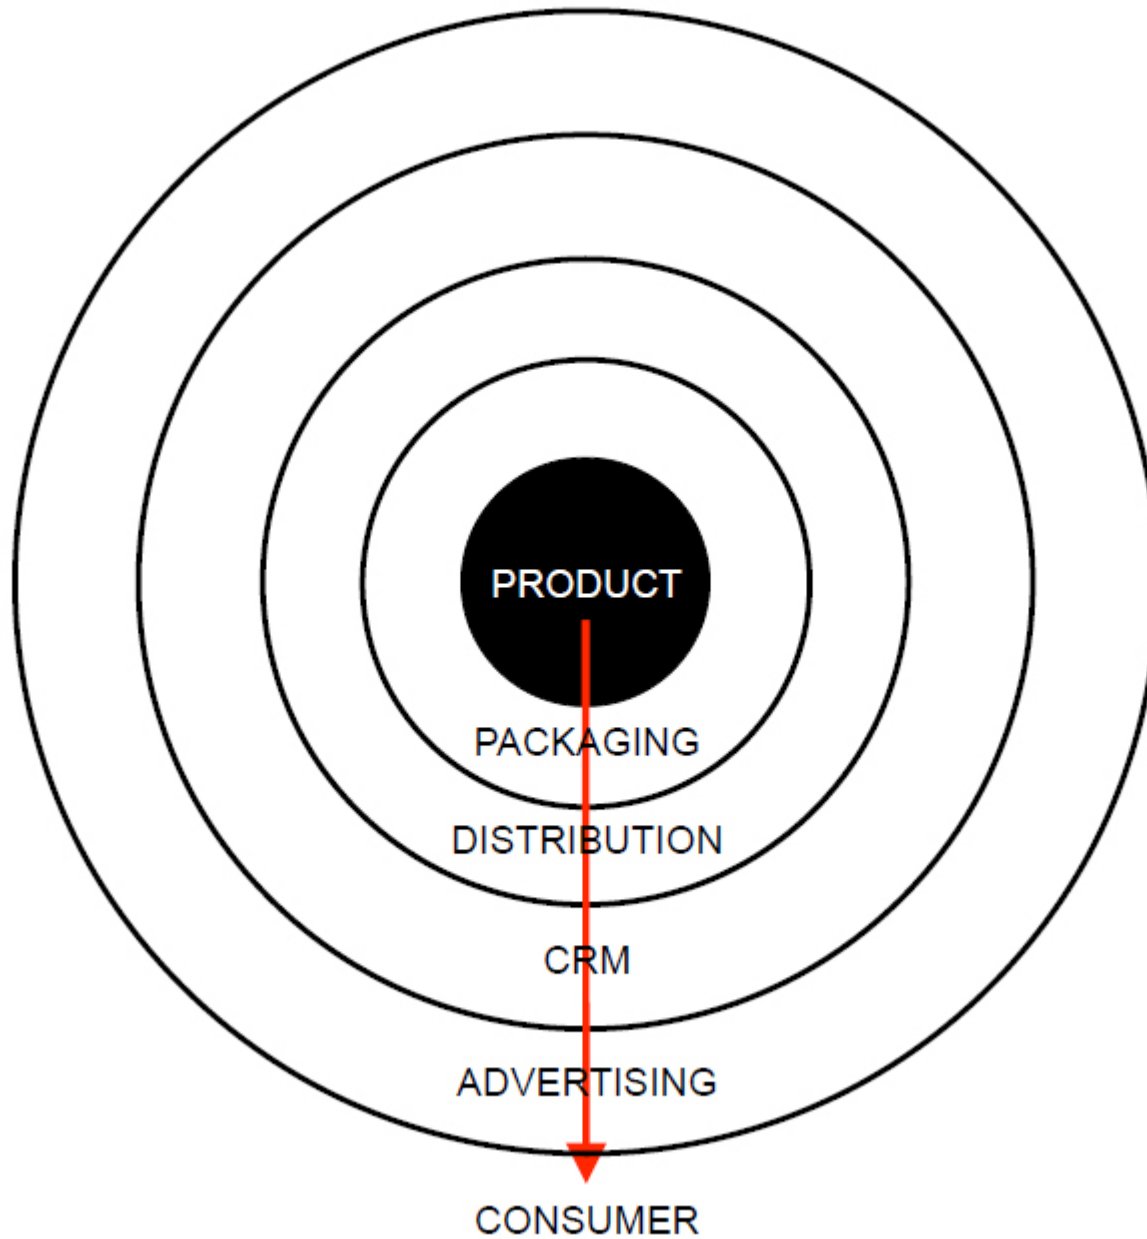 PRODUCT
PACKAGING
DISTRIBUTION
CRM
ADVERTISING
CONSUMER